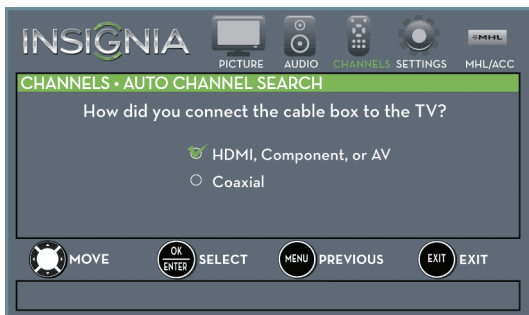 INSIGNIA
PICTURE AUDIO CHANNELS SETTINGS MHL/ACC
MHL
CHANNELS • AUTO CHANNEL SEARCH
How did you connect the cable box to the TV?
HDMI, Component, or AV
Coaxial
MOVE OK ENTER SELECT MENU PREVIOUS EXIT EXIT